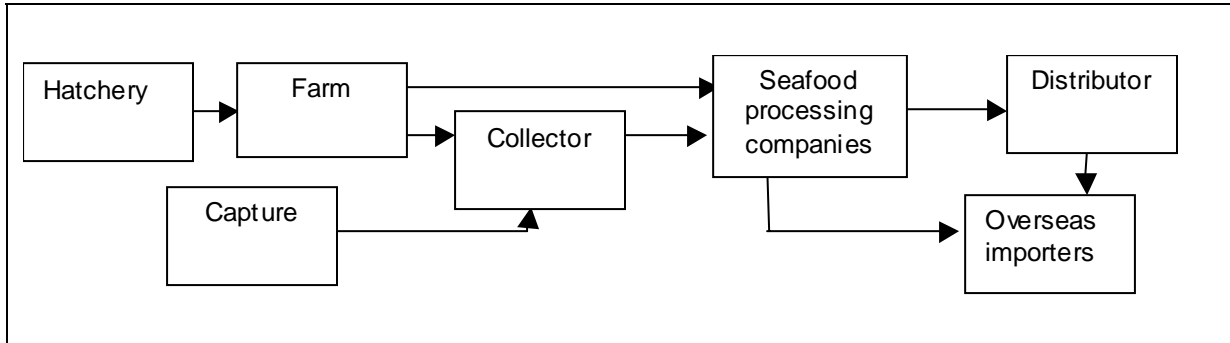 Hatchery
Farm
Collector
Capture
Seafood
processing
companies
Distributor
Overseas
importers